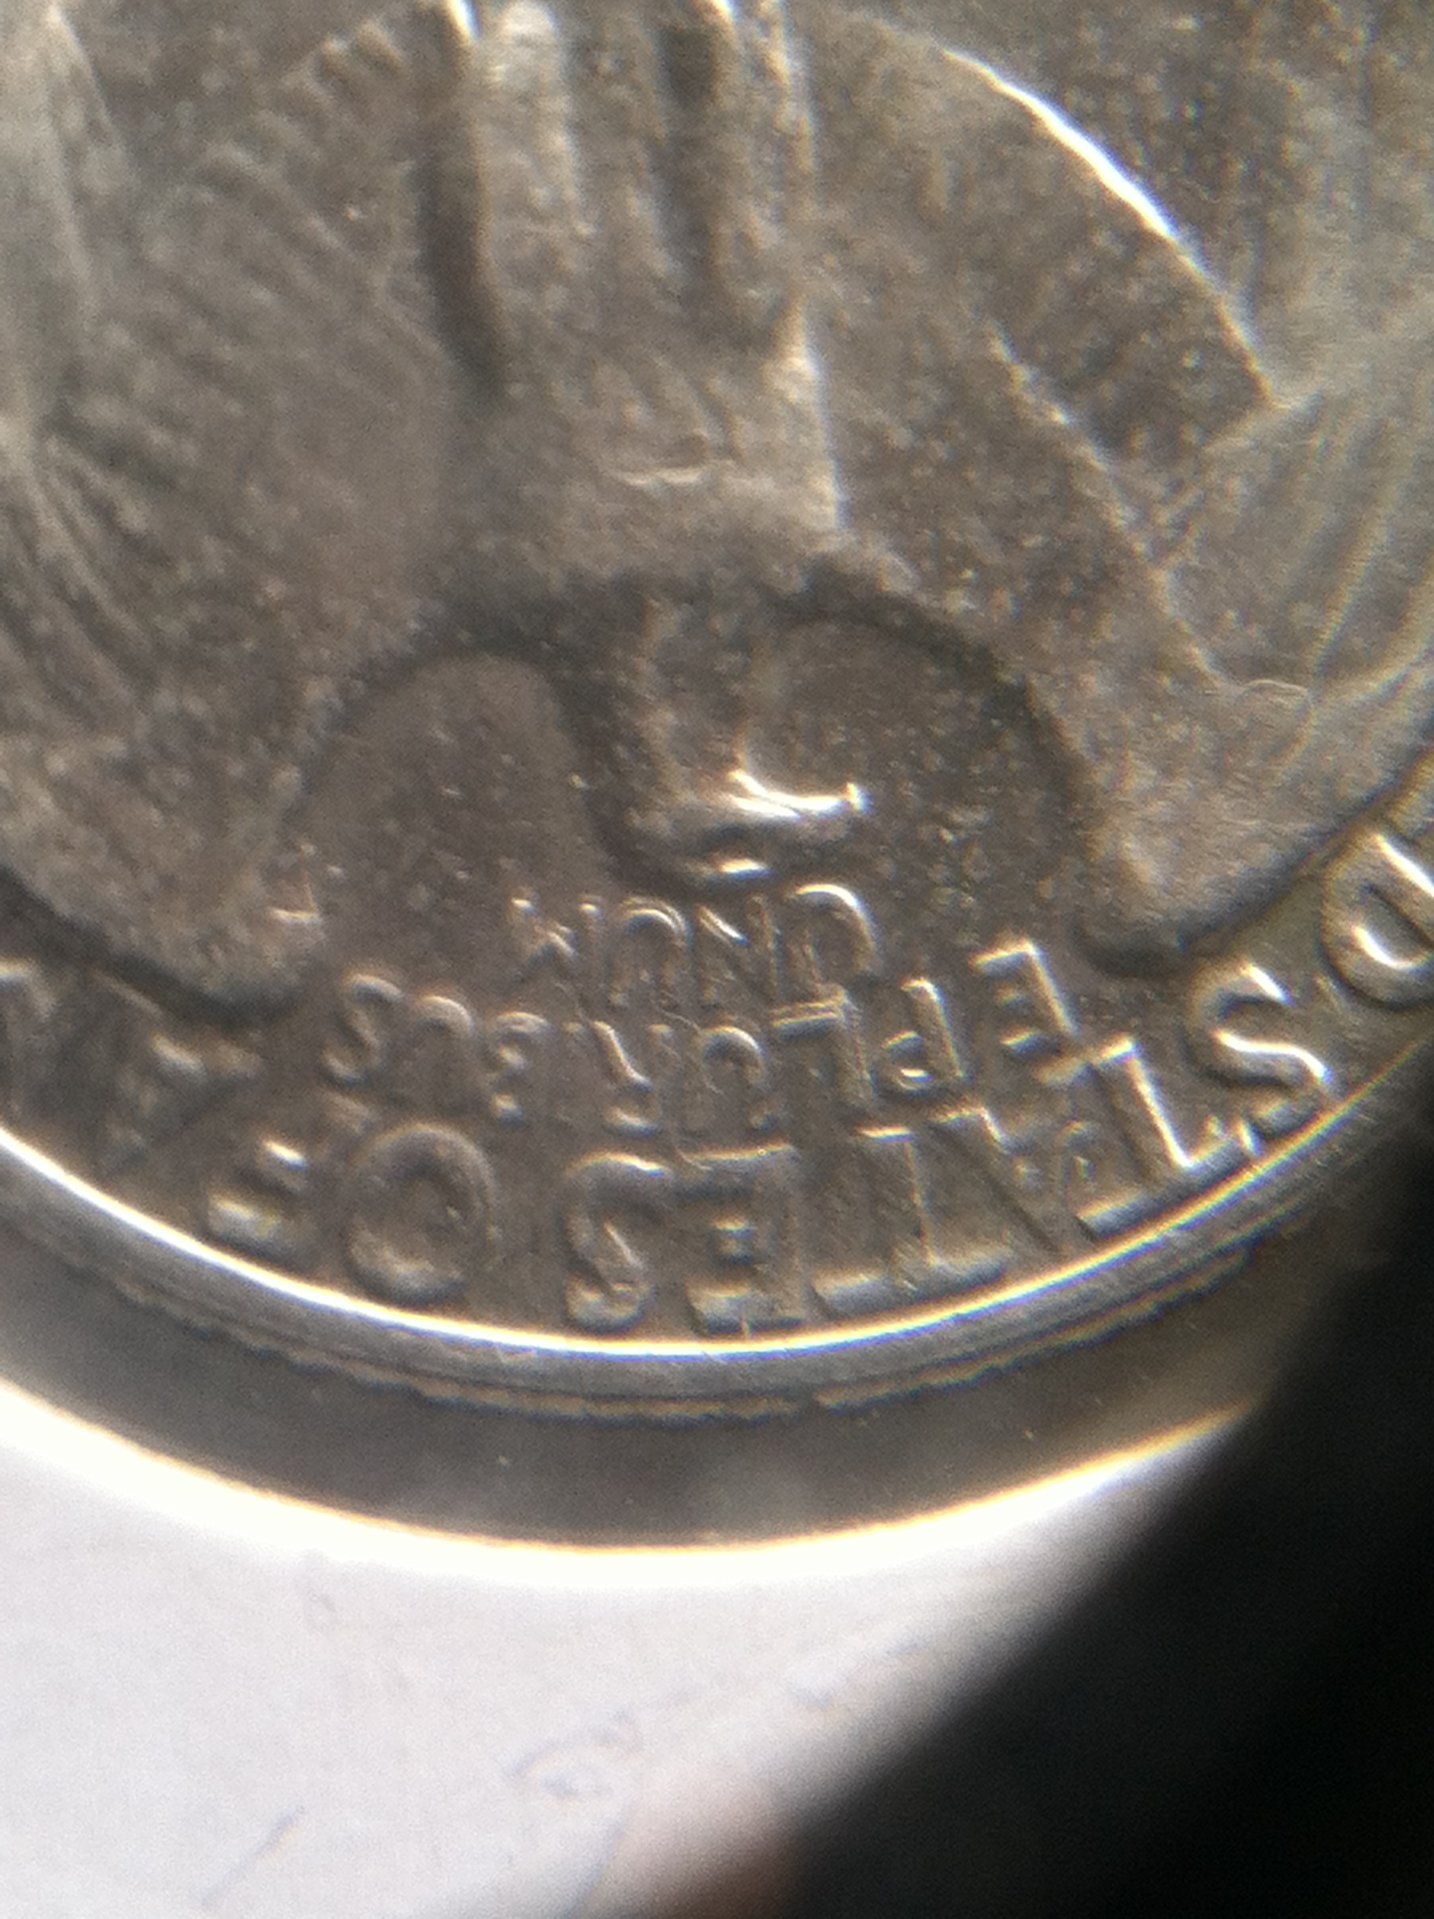 D STATES OF A
E PLURIBUS
UNUM